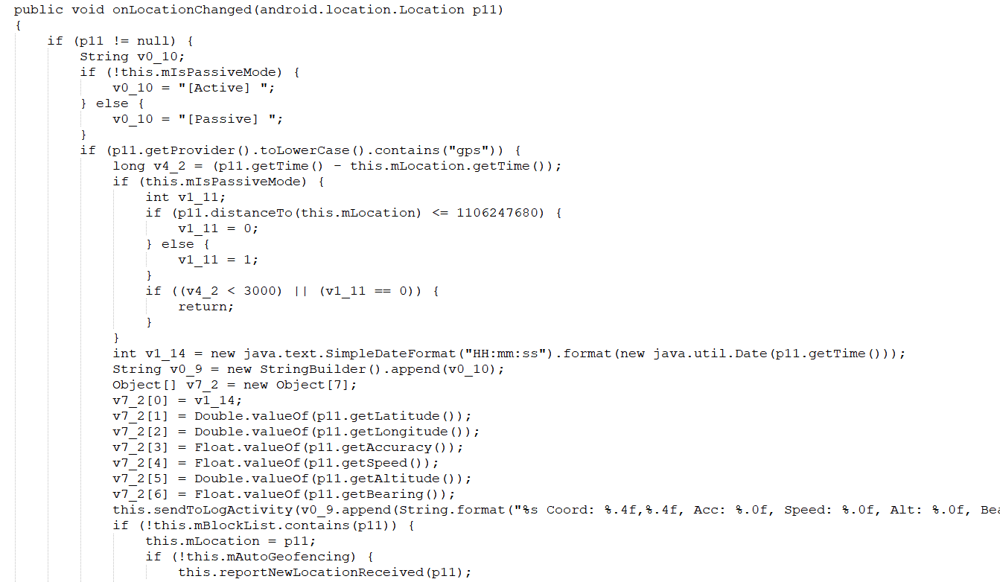 public void onLocationChanged(android.location.Location p11)
{
    if (p11 != null) {
        String v0_10;
        if (!this.mIsPassiveMode) {
            v0_10 = "[Active] ";
        } else {
            v0_10 = "[Passive] ";
        }
        if (p11.getProvider().toLowerCase().contains("gps")) {
            long v4_2 = (p11.getTime() - this.mLocation.getTime());
            if (this.mIsPassiveMode) {
                int v1_11;
                if (p11.distanceTo(this.mLocation) <= 1106247680) {
                    v1_11 = 0;
                } else {
                    v1_11 = 1;
                }
                if ((v4_2 < 3000) || (v1_11 == 0)) {
                    return;
                }
            }
            int v1_14 = new java.text.SimpleDateFormat("HH:mm:ss").format(new java.util.Date(p11.getTime()));
            String v0_9 = new StringBuilder().append(v0_10);
            Object[] v7_2 = new Object[7];
            v7_2[0] = v1_14;
            v7_2[1] = Double.valueOf(p11.getLatitude());
            v7_2[2] = Double.valueOf(p11.getLongitude());
            v7_2[3] = Float.valueOf(p11.getAccuracy());
            v7_2[4] = Float.valueOf(p11.getSpeed());
            v7_2[5] = Double.valueOf(p11.getAltitude());
            v7_2[6] = Float.valueOf(p11.getBearing());
            this.sendToLogActivity(v0_9.append(String.format("%s Coord: %.4f,%.4f, Acc: %.0f, Speed: %.0f, Alt: %.0f, Bea
            if (!this.mBlockList.contains(p11)) {
                this.mLocation = p11;
                if (!this.mAutoGeofencing) {
                    this.reportNewLocationReceived(p11);